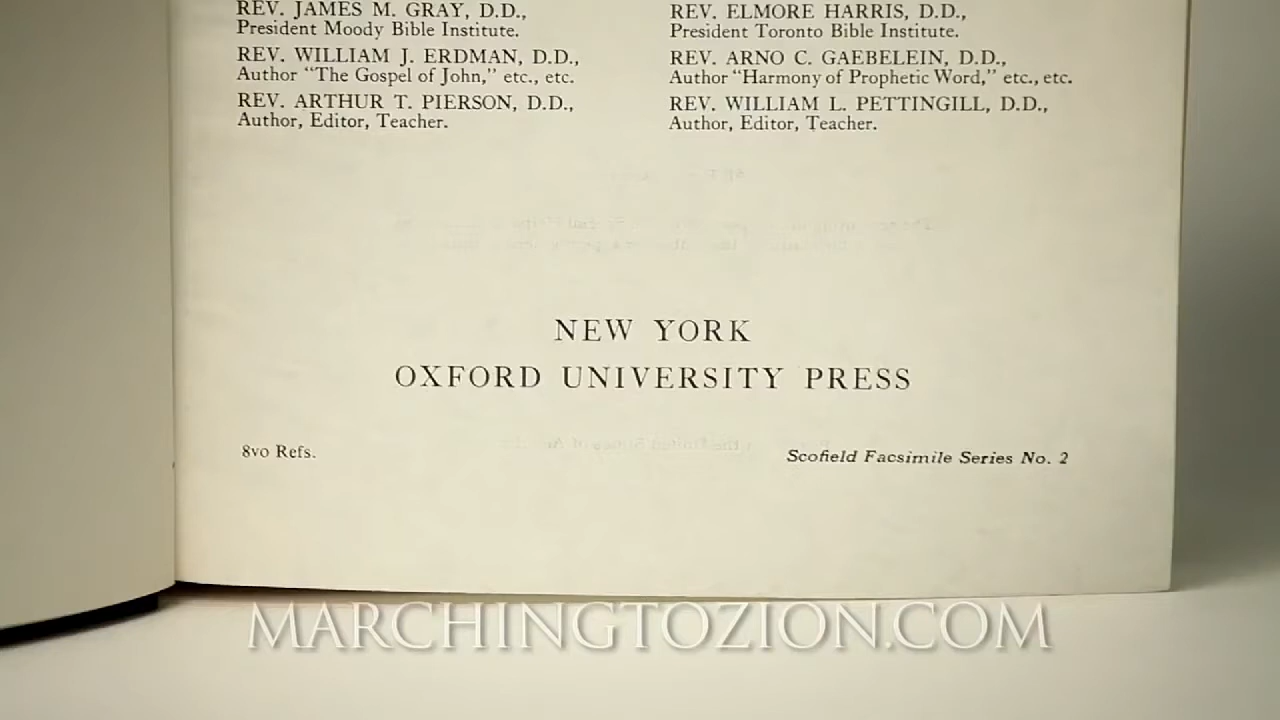 REV. JAMES M. GRAY, D.D.,
President Moody Bible Institute.
REV. WILLIAM J. ERDMAN, D.D.,
Author "The Gospel of John," etc., etc.
REV. ARTHUR T. PIERSON, D.D.,
Author, Editor, Teacher.
REV. ELMORE HARRIS, D.D.,
President Toronto Bible Institute.
REV. ARNO C. GAEBELEIN, D.D.,
Author "Harmony of Prophetic Word," etc., etc.
REV. WILLIAM L. PETTINGILL, D.D.,
Author, Editor, Teacher.
NEW YORK
OXFORD UNIVERSITY PRESS
8vo Refs.
Scofield Facsimile Series No. 2
MARCHINGTOZION.COM